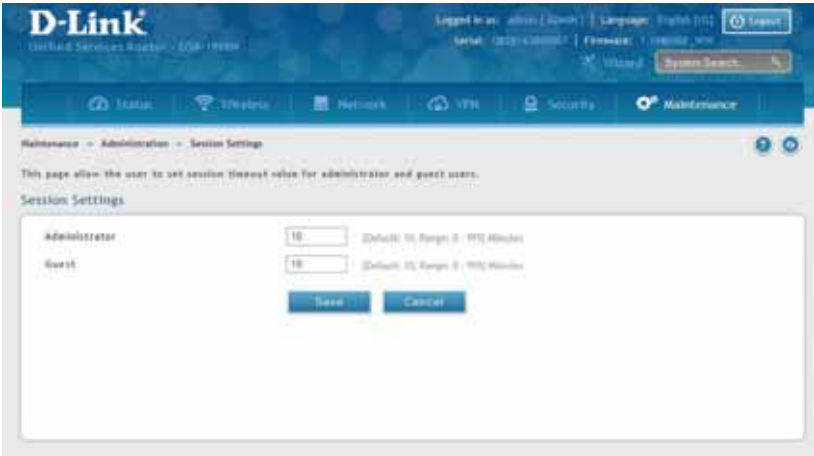 D-Link
Logged in as: admin ( ADMIN ) | Language: English [US]
Logout
Unified Services Router -
Serial: | Firmware:
Wizard
System Search...
Status
Wireless
Network
VPN
Security
Maintenance
Maintenance » Administration » Session Settings
This page allow the user to set session timeout value for administrator and guest users.
Session Settings
Administrator
10
[Default: 10, Range: 0 - 999] Minutes
Guest
10
[Default: 10, Range: 0 - 999] Minutes
Save
Cancel